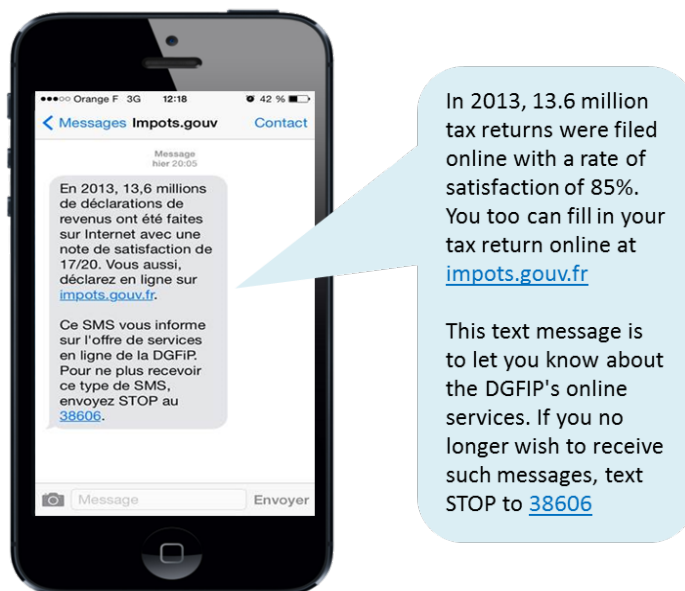 ●●●○○ Orange F 3G 12:18 42 %
Messages Impots.gouv Contact
Message
hier 20:05
En 2013, 13,6 millions
de déclarations de
revenus ont été faites
sur Internet avec une
note de satisfaction de
17/20. Vous aussi,
déclarez en ligne sur
impots.gouv.fr.
Ce SMS vous informe
sur l'offre de services
en ligne de la DGFiP.
Pour ne plus recevoir
ce type de SMS,
envoyez STOP au
38606.
Message Envoyer
In 2013, 13.6 million
tax returns were filed
online with a rate of
satisfaction of 85%.
You too can fill in your
tax return online at
impots.gouv.fr
This text message is
to let you know about
the DGFIP's online
services. If you no
longer wish to receive
such messages, text
STOP to 38606